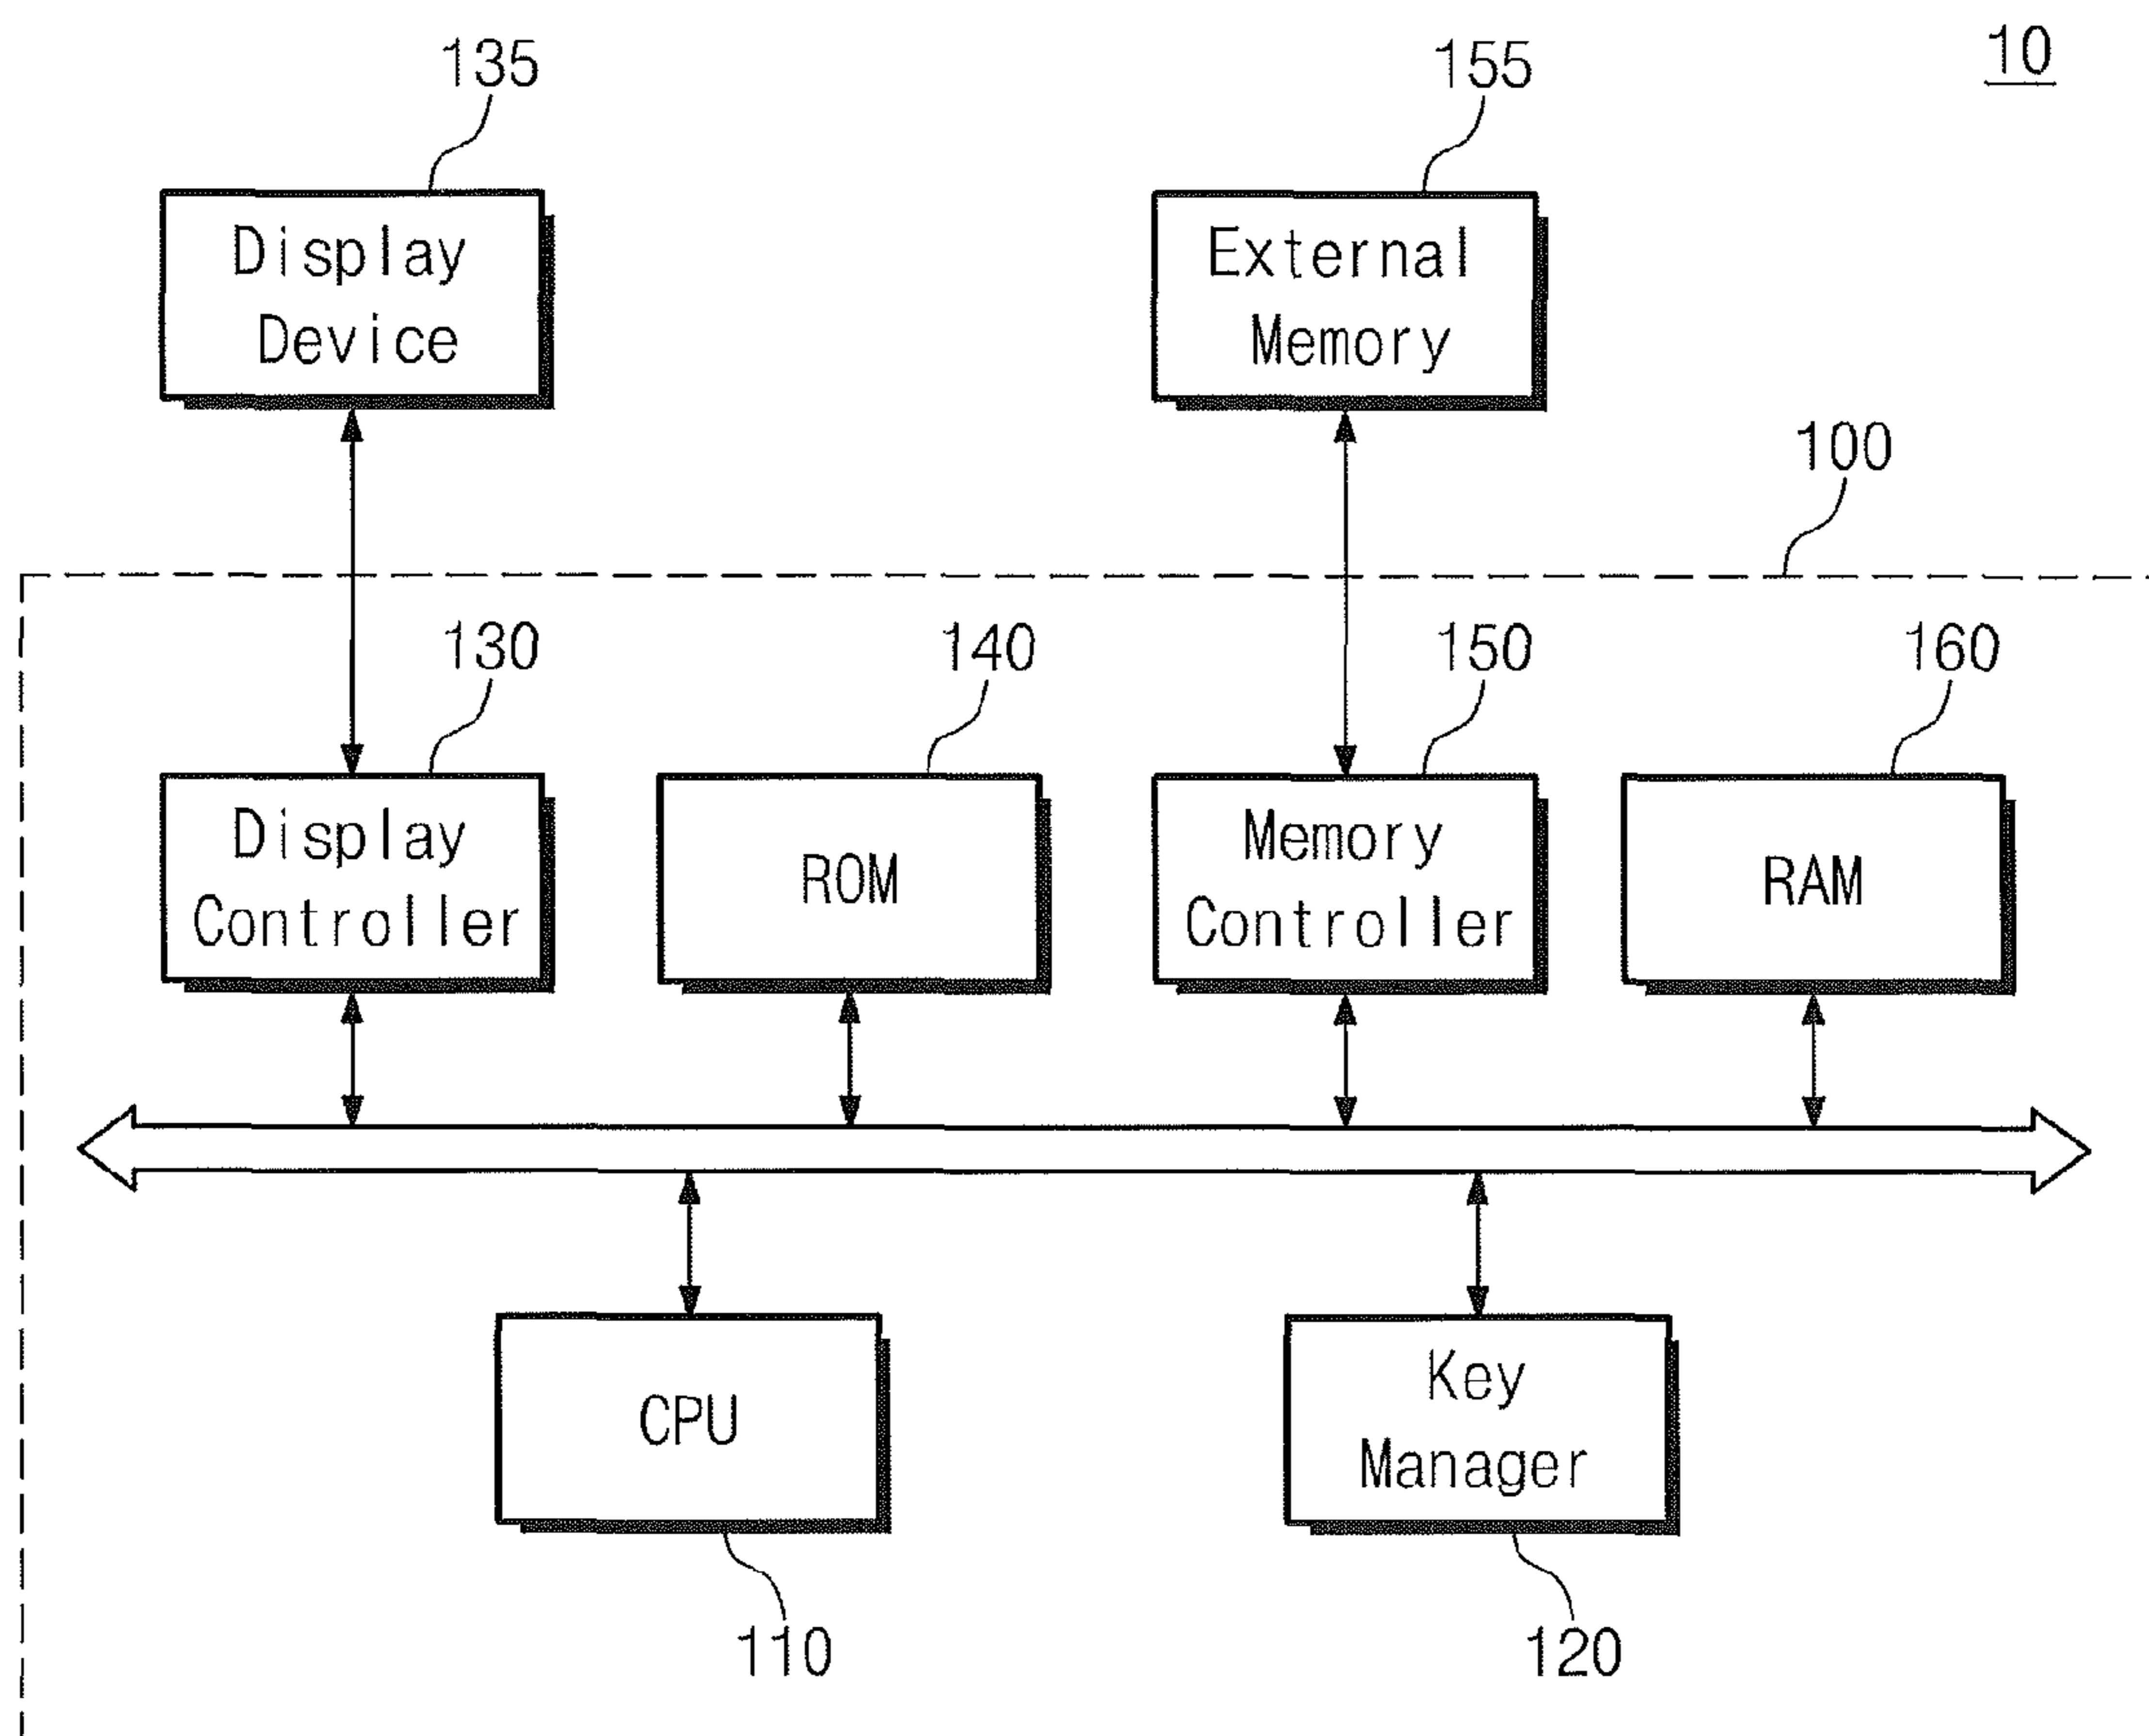 10
135
155
Display
Device
External
Memory
100
130
140
150
160
Display
Controller
ROM
Memory
Controller
RAM
CPU
Key
Manager
110
120